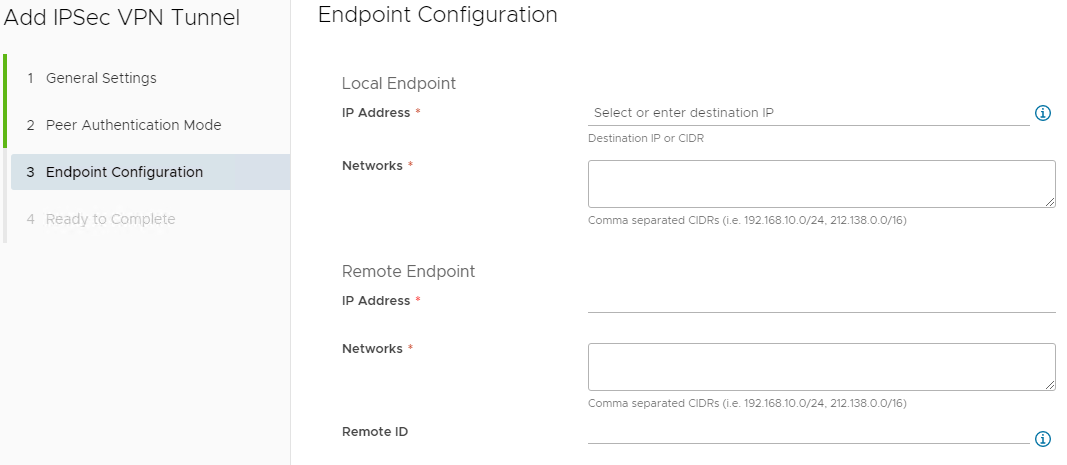 Add IPSec VPN Tunnel
1 General Settings
2 Peer Authentication Mode
3 Endpoint Configuration
4 Ready to Complete
Endpoint Configuration
Local Endpoint
IP Address *
Select or enter destination IP
Destination IP or CIDR
Networks *
Comma separated CIDRs (i.e. 192.168.10.0/24, 212.138.0.0/16)
Remote Endpoint
IP Address *
Networks *
Comma separated CIDRs (i.e. 192.168.10.0/24, 212.138.0.0/16)
Remote ID